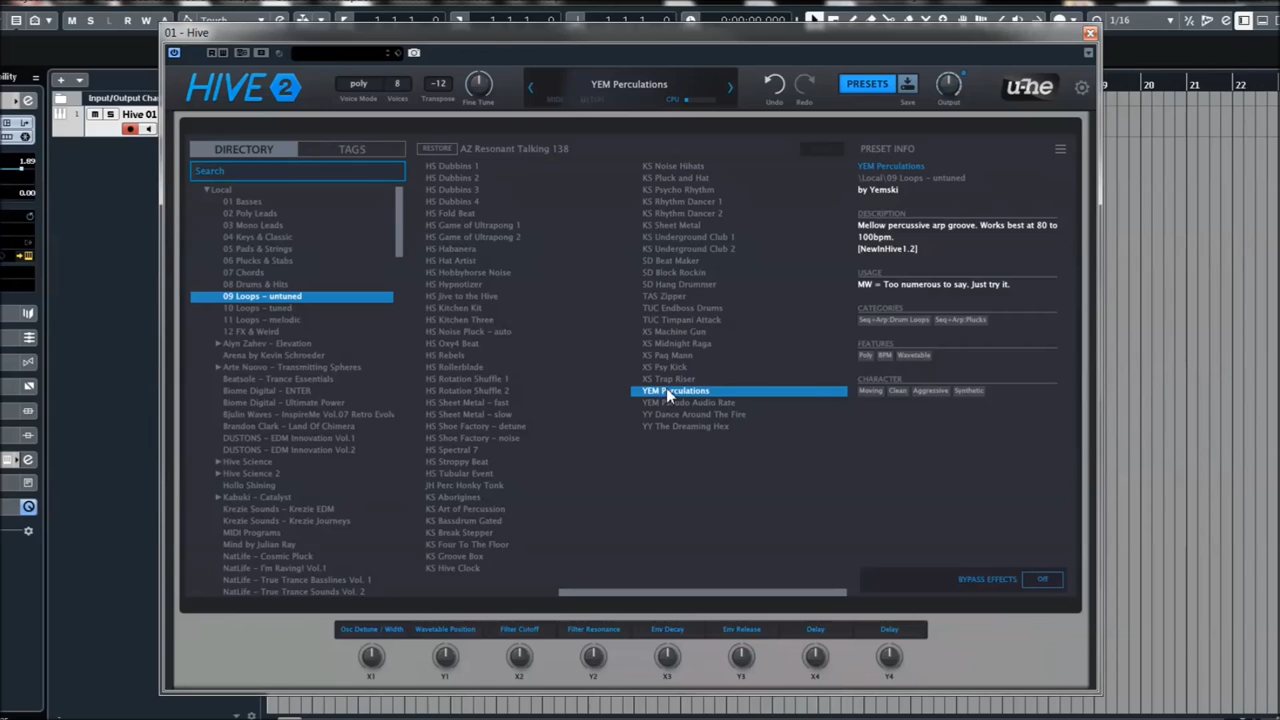 M S L R W A
Touch
1/16
01 - Hive
HIVE 2
poly 8 -12
Voice Mode Voices Transpose Fine Tune
YEM Perculations
MIDI
CPU
Undo Redo
PRESETS
Save
Output
u-he
bility
Input/Output Cha
1 M S Hive 01
1.89
0.00
19 20 21 22
DIRECTORY TAGS
Search
Local
01 Basses
02 Poly Leads
03 Mono Leads
04 Keys & Classic
05 Pads & Strings
06 Plucks & Stabs
07 Chords
08 Drums & Hits
09 Loops - untuned
10 Loops - tuned
11 Loops - melodic
12 FX & Weird
Aiyn Zahev - Elevation
Arena by Kevin Schroeder
Arte Nuovo - Transmitting Spheres
Beatsole - Trance Essentials
Biome Digital - ENTER
Biome Digital - Ultimate Power
Bjulin Waves - InspireMe Vol.07 Retro Evolu
Brandon Clark - Land Of Chimera
DUSTONS - EDM Innovation Vol.1
DUSTONS - EDM Innovation Vol.2
Hive Science
Hive Science 2
Hollo Shining
Kabuki - Catalyst
Krezie Sounds - Krezie EDM
Krezie Sounds - Krezie Journeys
MIDI Programs
Mind by Julian Ray
NatLife - Cosmic Pluck
NatLife - I'm Raving! Vol.1
NatLife - True Trance Basslines Vol. 1
NatLife - True Trance Sounds Vol. 2
RESTORE AZ Resonant Talking 138
HS Dubbins 1
HS Dubbins 2
HS Dubbins 3
HS Dubbins 4
HS Fold Beat
HS Game of Ultrapong 1
HS Game of Ultrapong 2
HS Habanera
HS Hat Artist
HS Hobbyhorse Noise
HS Hypnotizer
HS Jive to the Hive
HS Kitchen Kit
HS Kitchen Three
HS Noise Pluck - auto
HS Oxy4 Beat
HS Rebels
HS Rollerblade
HS Rotation Shuffle 1
HS Rotation Shuffle 2
HS Sheet Metal - fast
HS Sheet Metal - slow
HS Shoe Factory - detune
HS Shoe Factory - noise
HS Spectral 7
HS Stroppy Beat
HS Tubular Event
JH Perc Honky Tonk
KS Aborigines
KS Art of Percussion
KS Bassdrum Gated
KS Break Stepper
KS Four To The Floor
KS Groove Box
KS Hive Clock
KS Noise Hihats
KS Pluck and Hat
KS Psycho Rhythm
KS Rhythm Dancer 1
KS Rhythm Dancer 2
KS Sheet Metal
KS Underground Club 1
KS Underground Club 2
SD Beat Maker
SD Block Rockin
SD Hang Drummer
TAS Zipper
TUC Endboss Drums
TUC Timpani Attack
XS Machine Gun
XS Midnight Raga
XS Paq Mann
XS Psy Kick
XS Trap Riser
YEM Perculations
YEM Pseudo Audio Rate
YY Dance Around The Fire
YY The Dreaming Hex
PRESET INFO
YEM Perculations
\Local\09 Loops - untuned
by Yemski
DESCRIPTION
Mellow percussive arp groove. Works best at 80 to
100bpm.
[NewInHive1.2]
USAGE
MW = Too numerous to say. Just try it.
CATEGORIES
Seq+Arp:Drum Loops Seq+Arp:Plucks
FEATURES
Poly BPM Wavetable
CHARACTER
Moving Clean Aggressive Synthetic
BYPASS EFFECTS Off
Osc Detune / Width Wavetable Position Filter Cutoff Filter Resonance Env Decay Env Release Delay Delay
X1 Y1 X2 Y2 X3 Y3 X4 Y4